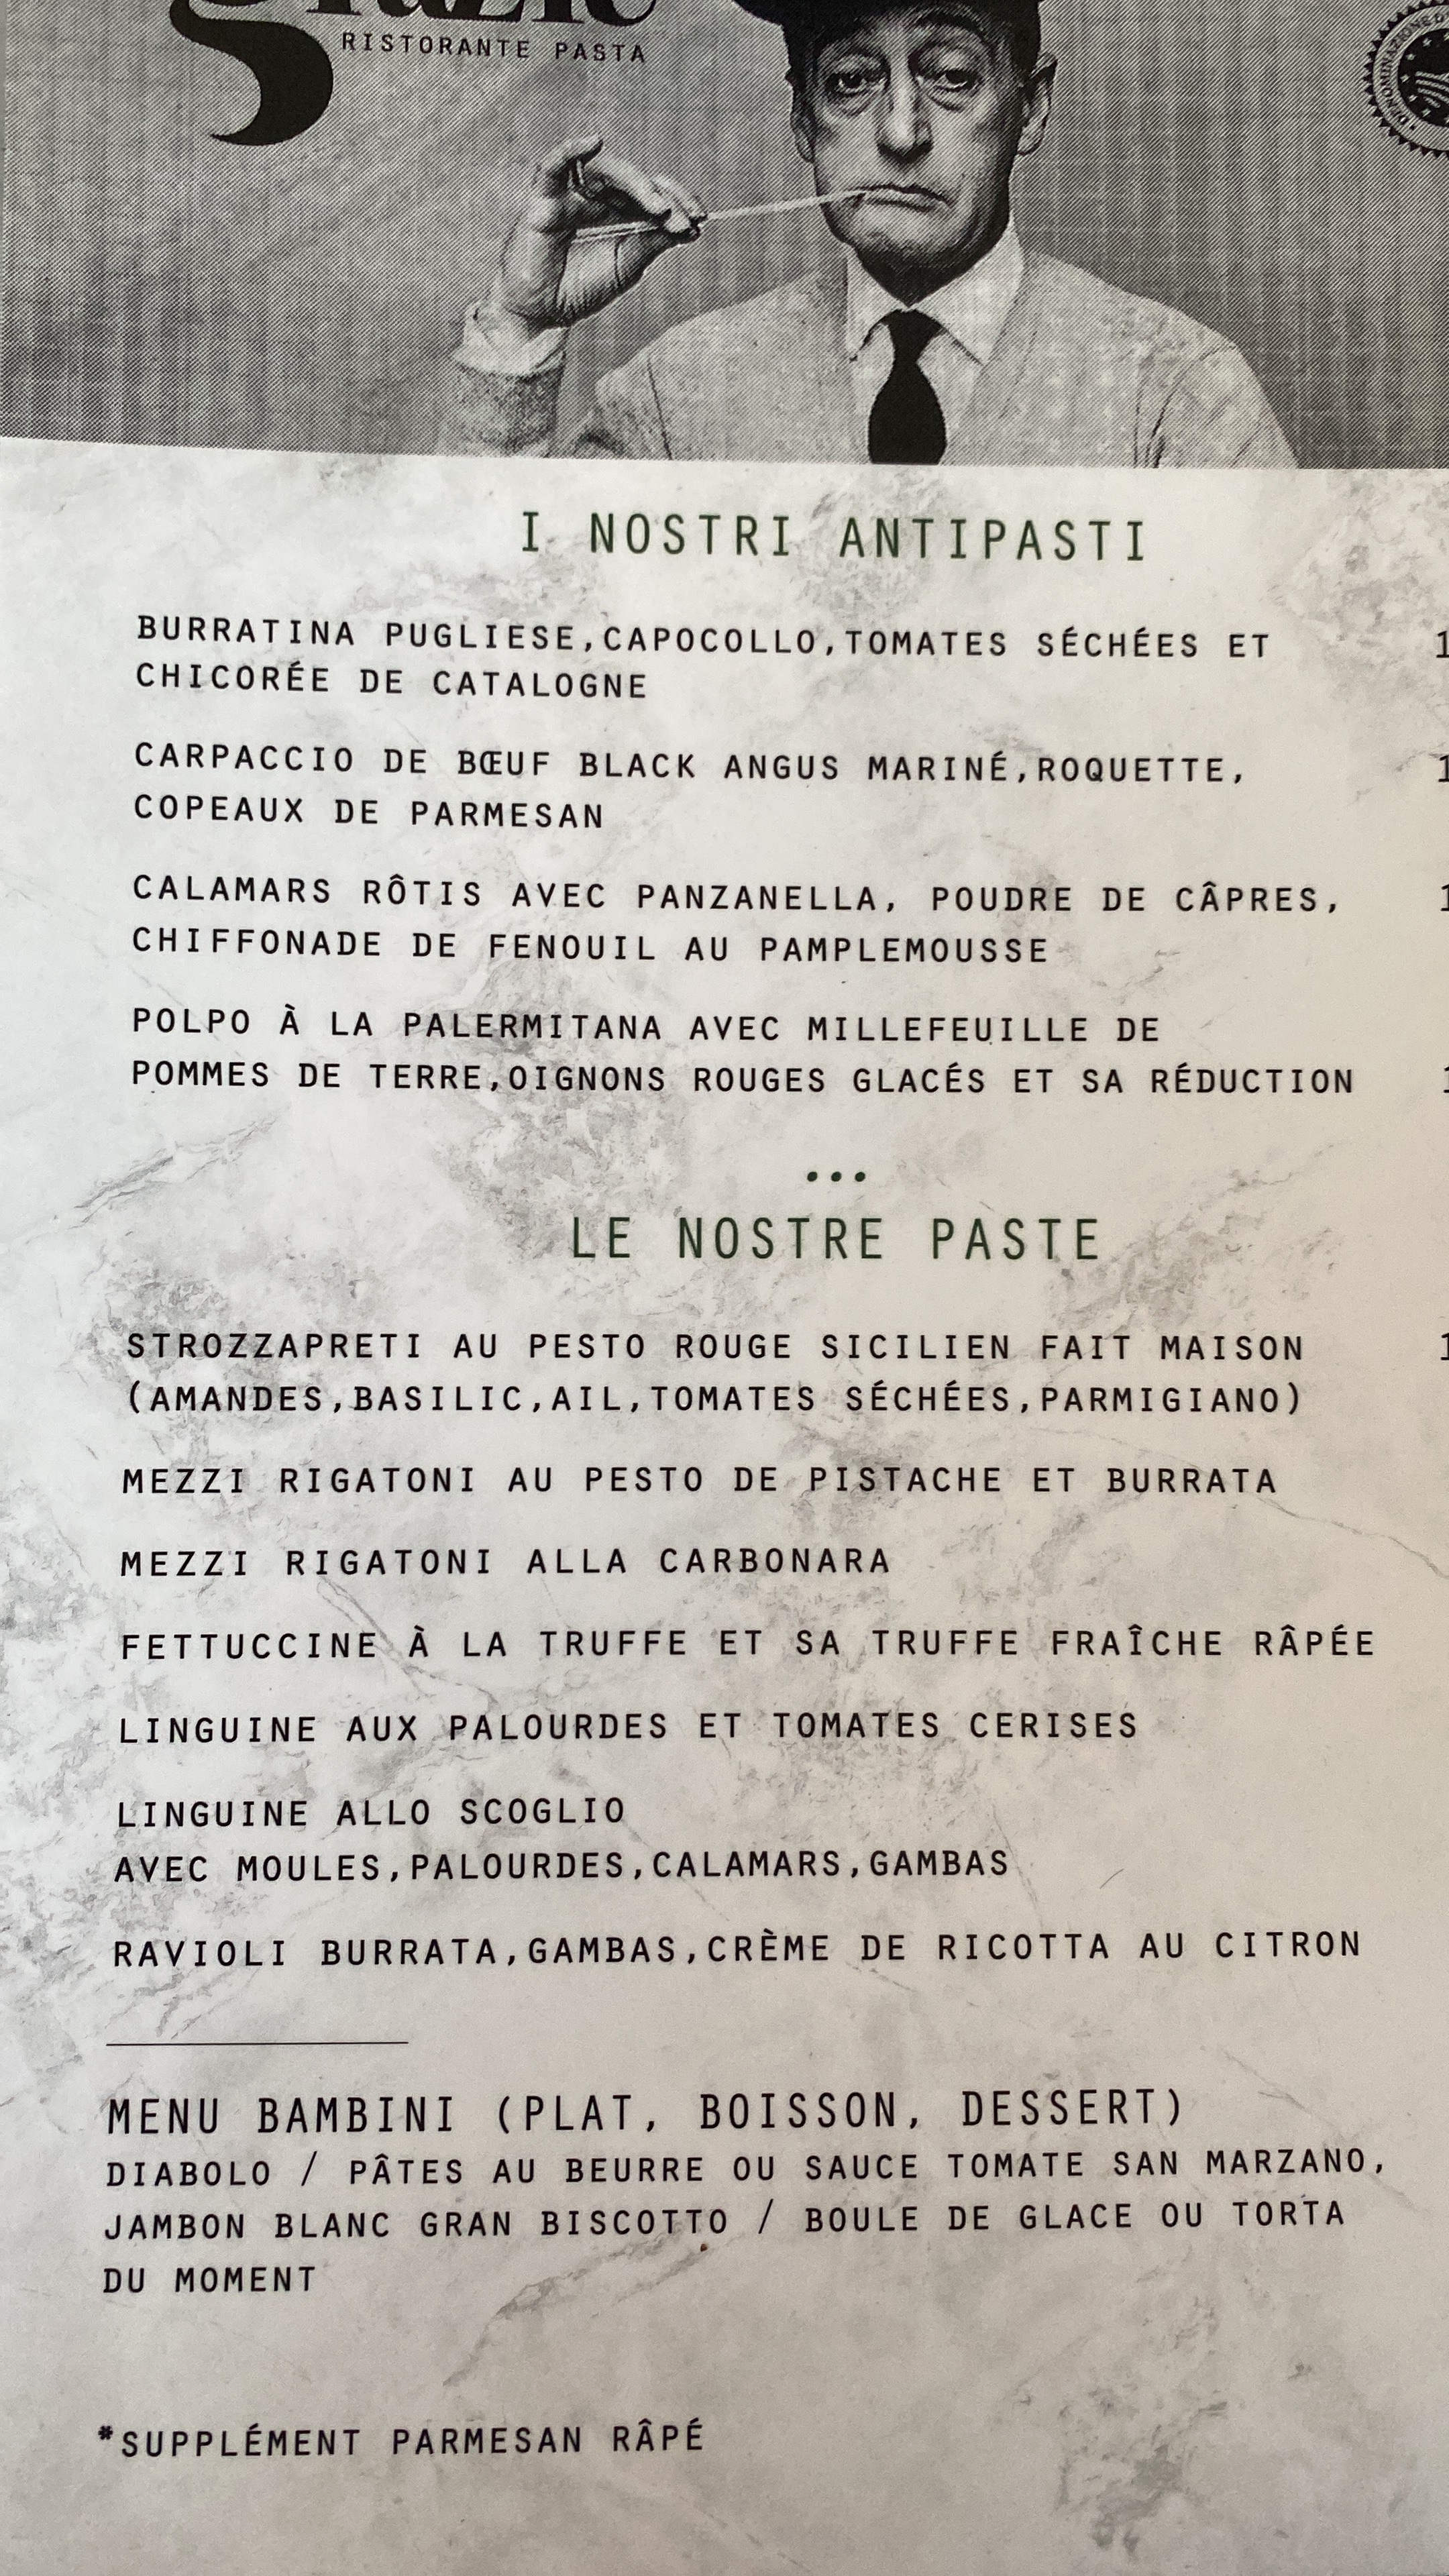 RISTORANTE PASTA
I NOSTRI ANTIPASTI
BURRATINA PUGLIESE,CAPOCOLLO,TOMATES SÉCHÉES ET
CHICORÉE DE CATALOGNE
CARPACCIO DE BŒUF BLACK ANGUS MARINÉ,ROQUETTE,
COPEAUX DE PARMESAN
CALAMARS RÔTIS AVEC PANZANELLA, POUDRE DE CÂPRES,
CHIFFONADE DE FENOUIL AU PAMPLEMOUSSE
POLPO À LA PALERMITANA AVEC MILLEFEUILLE DE
POMMES DE TERRE,OIGNONS ROUGES GLACÉS ET SA RÉDUCTION
...
LE NOSTRE PASTE
STROZZAPRETI AU PESTO ROUGE SICILIEN FAIT MAISON
(AMANDES,BASILIC,AIL,TOMATES SÉCHÉES,PARMIGIANO)
MEZZI RIGATONI AU PESTO DE PISTACHE ET BURRATA
MEZZI RIGATONI ALLA CARBONARA
FETTUCCINE À LA TRUFFE ET SA TRUFFE FRAÎCHE RÂPÉE
LINGUINE AUX PALOURDES ET TOMATES CERISES
LINGUINE ALLO SCOGLIO
AVEC MOULES,PALOURDES,CALAMARS,GAMBAS
RAVIOLI BURRATA,GAMBAS,CRÈME DE RICOTTA AU CITRON
MENU BAMBINI (PLAT, BOISSON, DESSERT)
DIABOLO / PÂTES AU BEURRE OU SAUCE TOMATE SAN MARZANO,
JAMBON BLANC GRAN BISCOTTO / BOULE DE GLACE OU TORTA
DU MOMENT
*SUPPLÉMENT PARMESAN RÂPÉ